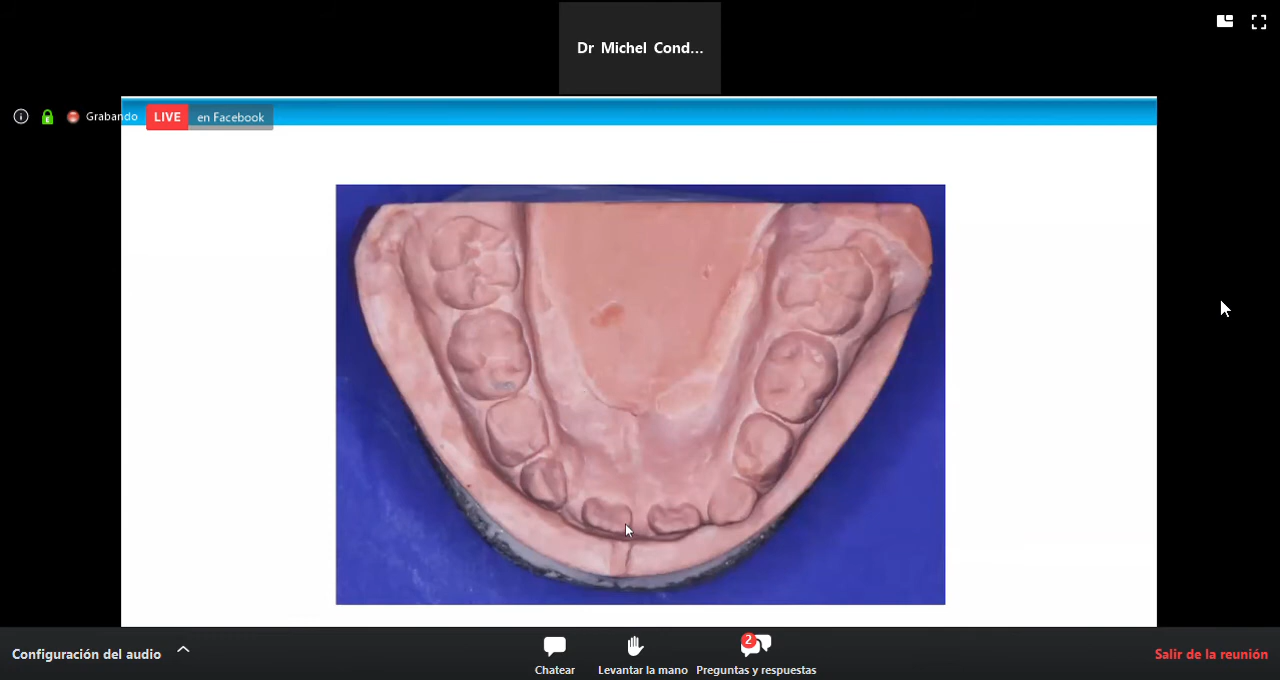 Dr Michel Cond...
Grabando
LIVE en Facebook
Configuración del audio
Chatear
Levantar la mano
2
Preguntas y respuestas
Salir de la reunión